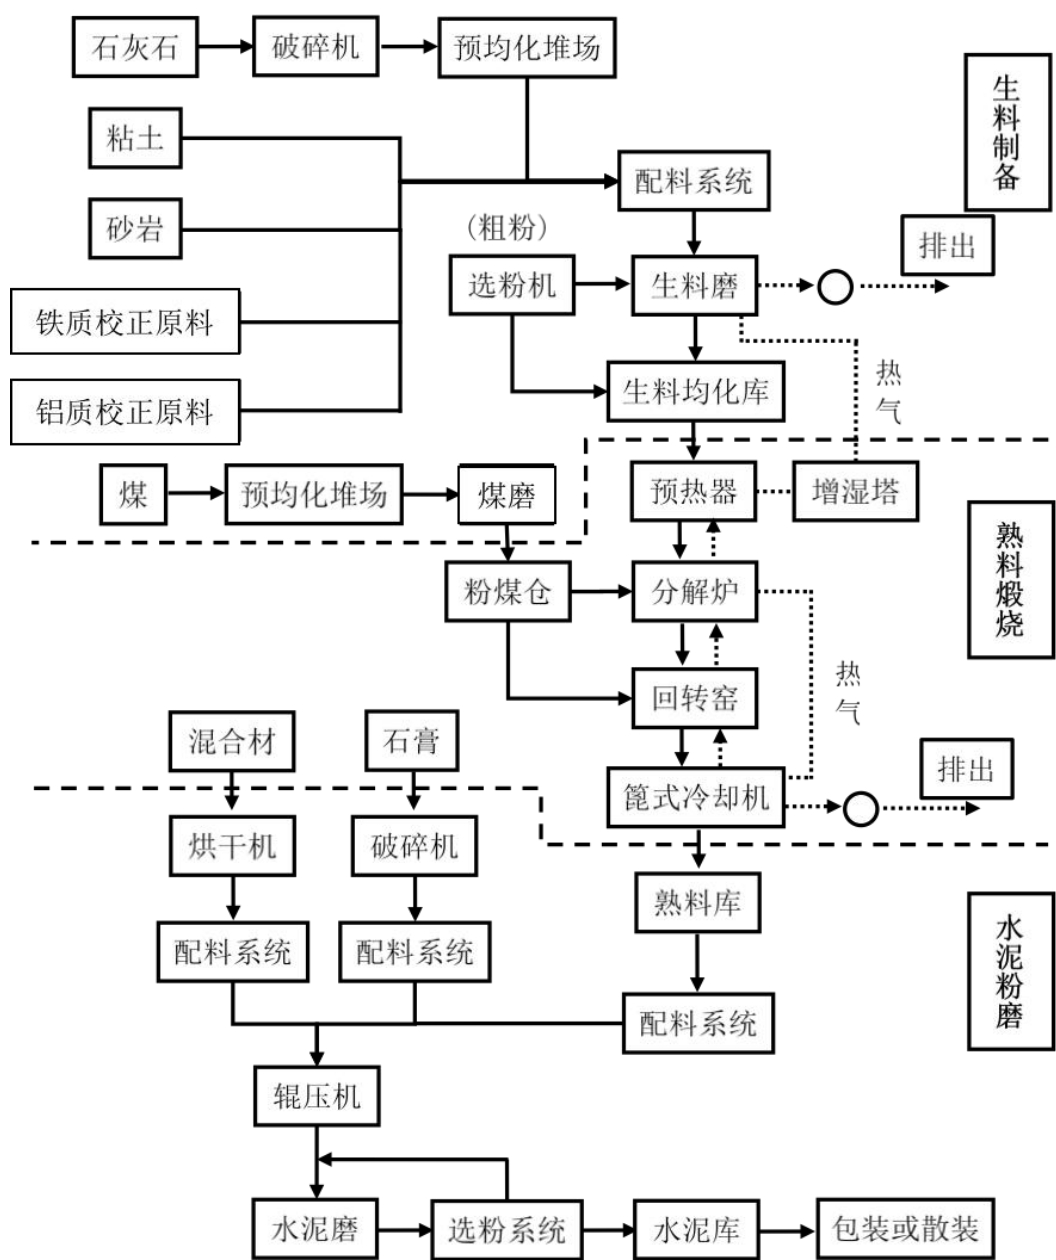 石灰石
破碎机
预均化堆场
生料制备
粘土
配料系统
砂岩
(粗粉)
排出
选粉机
生料磨
铁质校正原料
热气
生料均化库
铝质校正原料
煤
预均化堆场
煤磨
预热器
增湿塔
熟料煅烧
粉煤仓
分解炉
回转窑
热气
混合材
石膏
排出
篦式冷却机
烘干机
破碎机
熟料库
水泥粉磨
配料系统
配料系统
配料系统
辊压机
水泥磨
选粉系统
水泥库
包装或散装